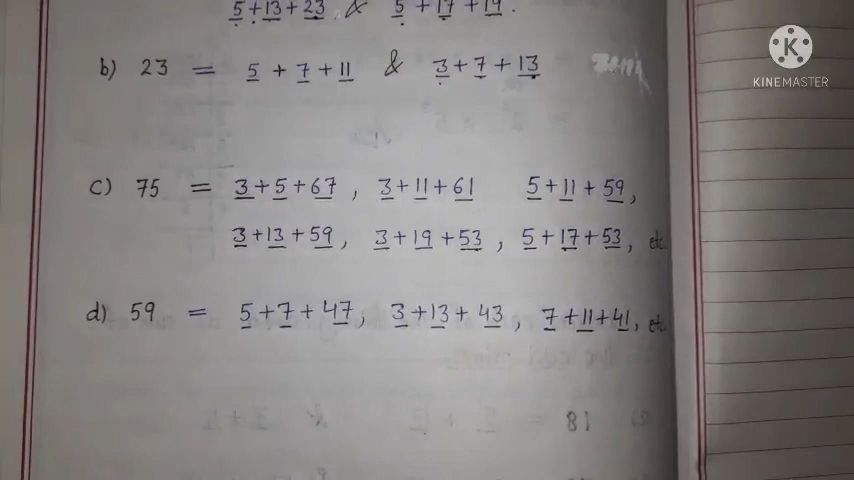 5+13+23. & 5+17+19.
b) 23 = 5 + 7 + 11 & 3 + 7 + 13
K
KINEMASTER
c) 75 = 3+5+67, 3+11+61 5+11+59,
3+13+59, 3+19+53, 5+17+53, etc
d) 59 = 5+7+47, 3+13+43, 7+11+41, etc.
18 =